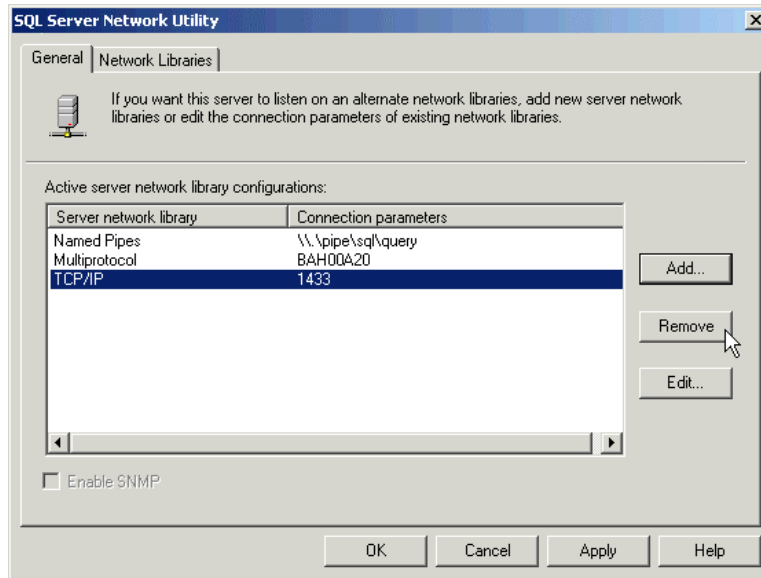 SQL Server Network Utility
General
Network Libraries
If you want this server to listen on an alternate network libraries, add new server network
libraries or edit the connection parameters of existing network libraries.
Active server network library configurations:
Server network library Connection parameters
Named Pipes \\.\pipe\sql\query
Multiprotocol BAH00A20
TCP/IP 1433
Add...
Remove
Edit...
Enable SNMP
OK Cancel Apply Help